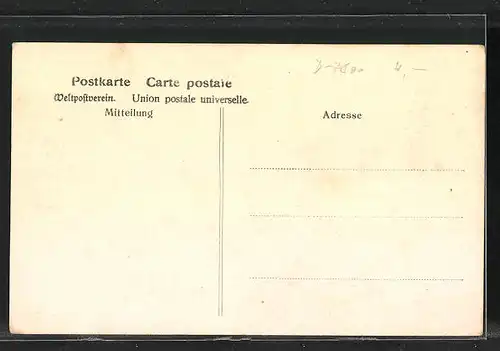 Postkarte Carte postale
Weltpostverein. Union postale universelle.
Mitteilung
Adresse